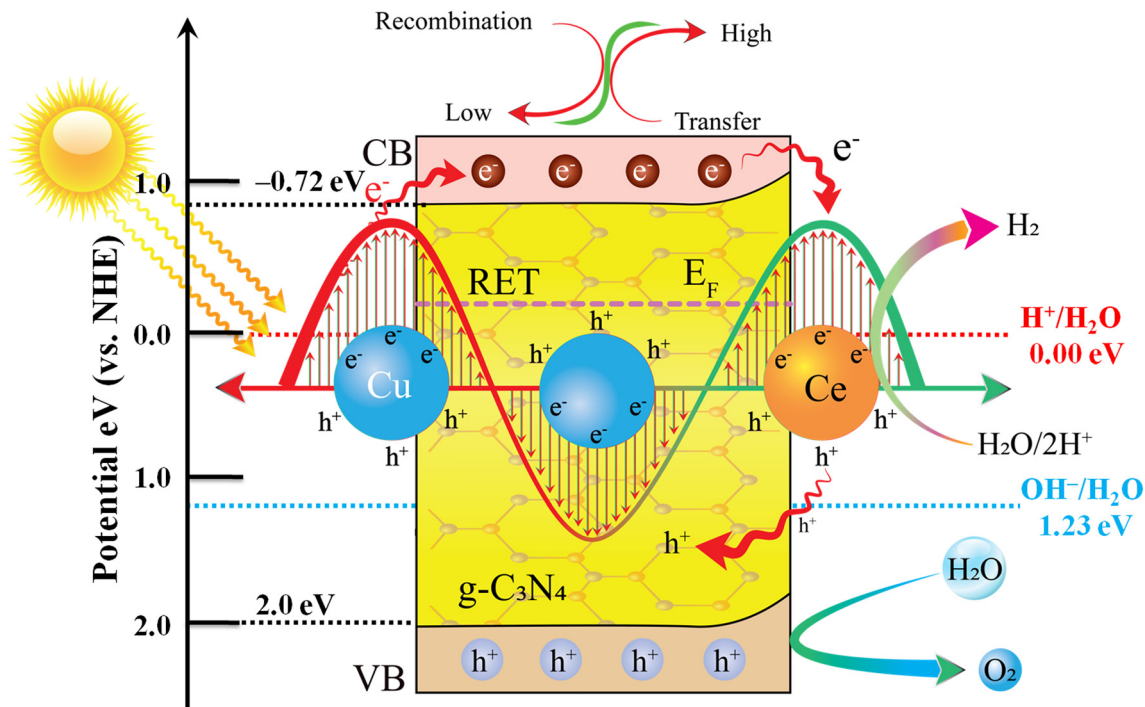 Recombination
High
Low
Transfer
CB
e⁻ e⁻ e⁻ e⁻
e⁻
e⁻
1.0
–0.72 eV
Potential eV (vs. NHE)
H₂
RET
E_F
0.0
H⁺/H₂O
0.00 eV
h⁺
e⁻ e⁻ e⁻
Cu
h⁺ h⁺
h⁺
h⁺ h⁺
e⁻ e⁻
e⁻
e⁻ e⁻ e⁻
Ce
h⁺ h⁺
h⁺
H₂O/2H⁺
1.0
OH⁻/H₂O
1.23 eV
h⁺
h⁺
H₂O
g-C₃N₄
2.0 eV
2.0
VB
h⁺ h⁺ h⁺ h⁺
O₂